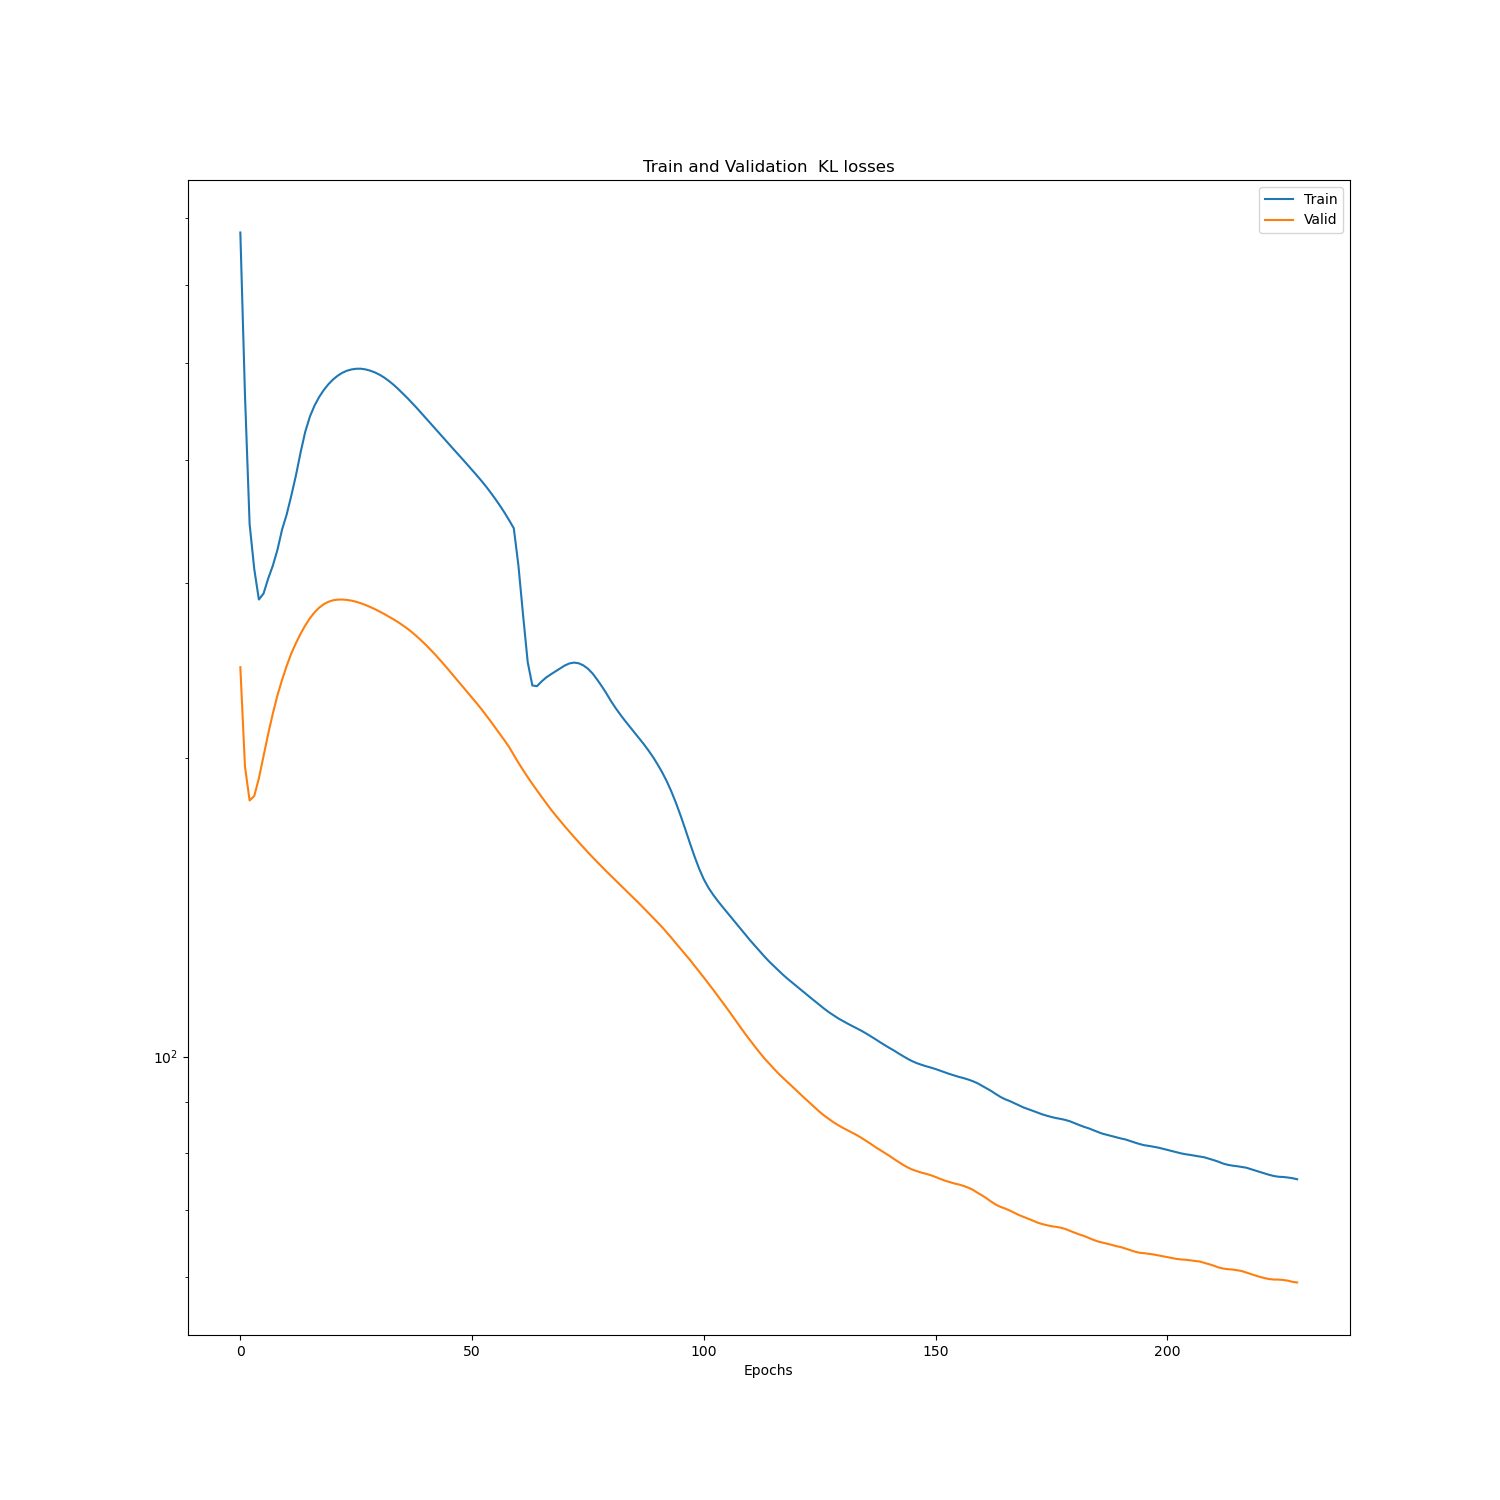 Train and Validation  KL losses
Train
Valid
10²
0 50 100 150 200
Epochs